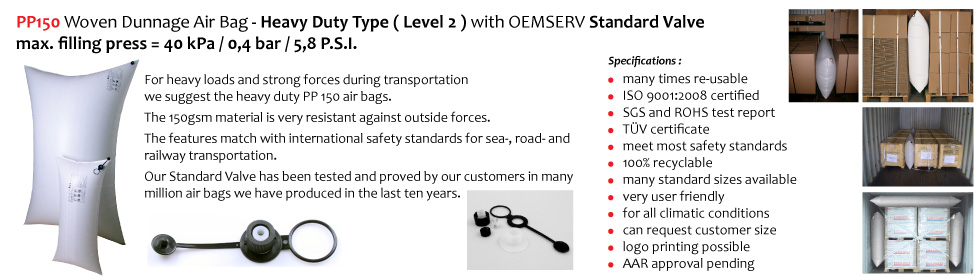 PP150 Woven Dunnage Air Bag - Heavy Duty Type ( Level 2 ) with OEMSERV Standard Valve
max. filling press = 40 kPa / 0,4 bar / 5,8 P.S.I.
For heavy loads and strong forces during transportation
we suggest the heavy duty PP 150 air bags.
The 150gsm material is very resistant against outside forces.
The features match with international safety standards for sea-, road- and
railway transportation.
Our Standard Valve has been tested and proved by our customers in many
million air bags we have produced in the last ten years.
Specifications :
• many times re-usable
• ISO 9001:2008 certified
• SGS and ROHS test report
• TÜV certificate
• meet most safety standards
• 100% recyclable
• many standard sizes available
• very user friendly
• for all climatic conditions
• can request customer size
• logo printing possible
• AAR approval pending